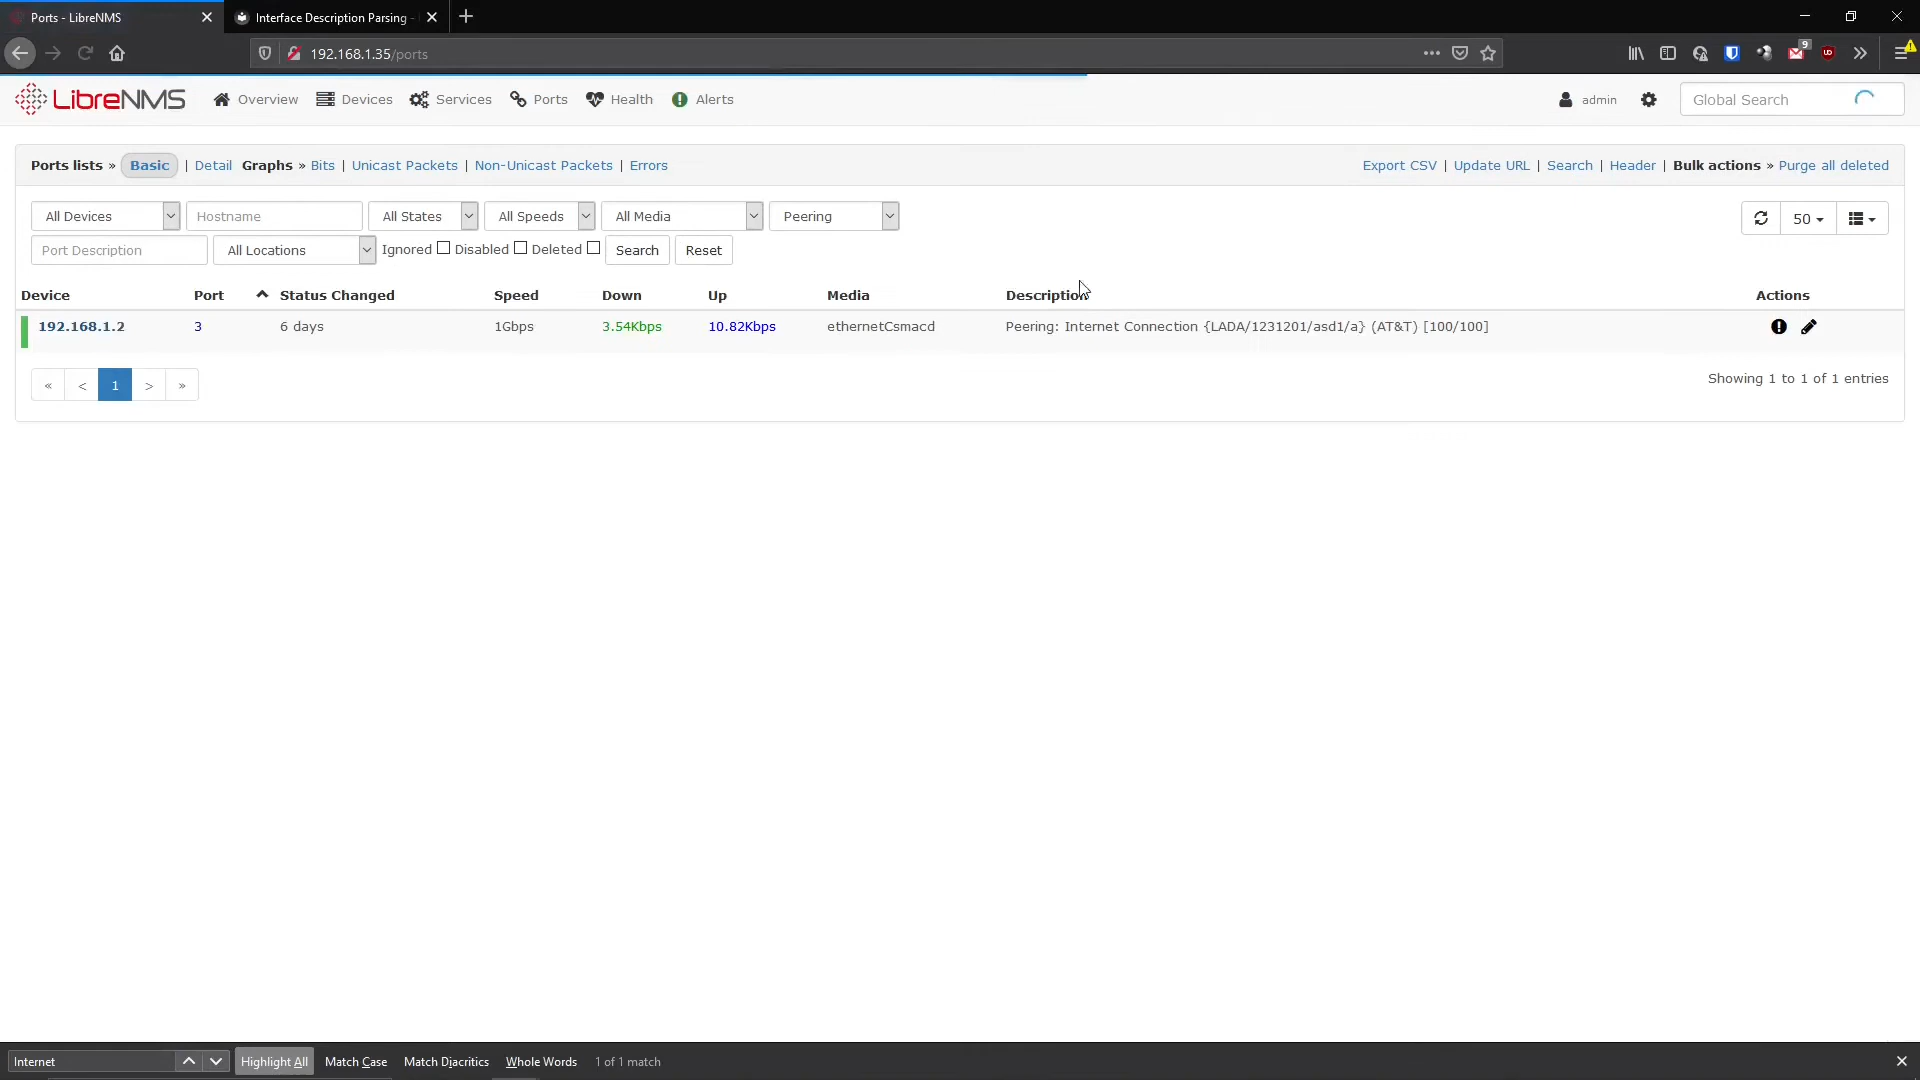 Ports - LibreNMS
Interface Description Parsing -
192.168.1.35/ports
9
LibreNMS Overview Devices Services Ports Health Alerts admin Global Search
Ports lists » Basic | Detail Graphs » Bits | Unicast Packets | Non-Unicast Packets | Errors Export CSV | Update URL | Search | Header | Bulk actions » Purge all deleted
All Devices Hostname All States All Speeds All Media Peering 50
Port Description All Locations Ignored Disabled Deleted Search Reset
Device Port Status Changed Speed Down Up Media Description Actions
192.168.1.2 3 6 days 1Gbps 3.54Kbps 10.82Kbps ethernetCsmacd Peering: Internet Connection {LADA/1231201/asd1/a} (AT&T) [100/100]
« < 1 > » Showing 1 to 1 of 1 entries
Internet Highlight All Match Case Match Diacritics Whole Words 1 of 1 match